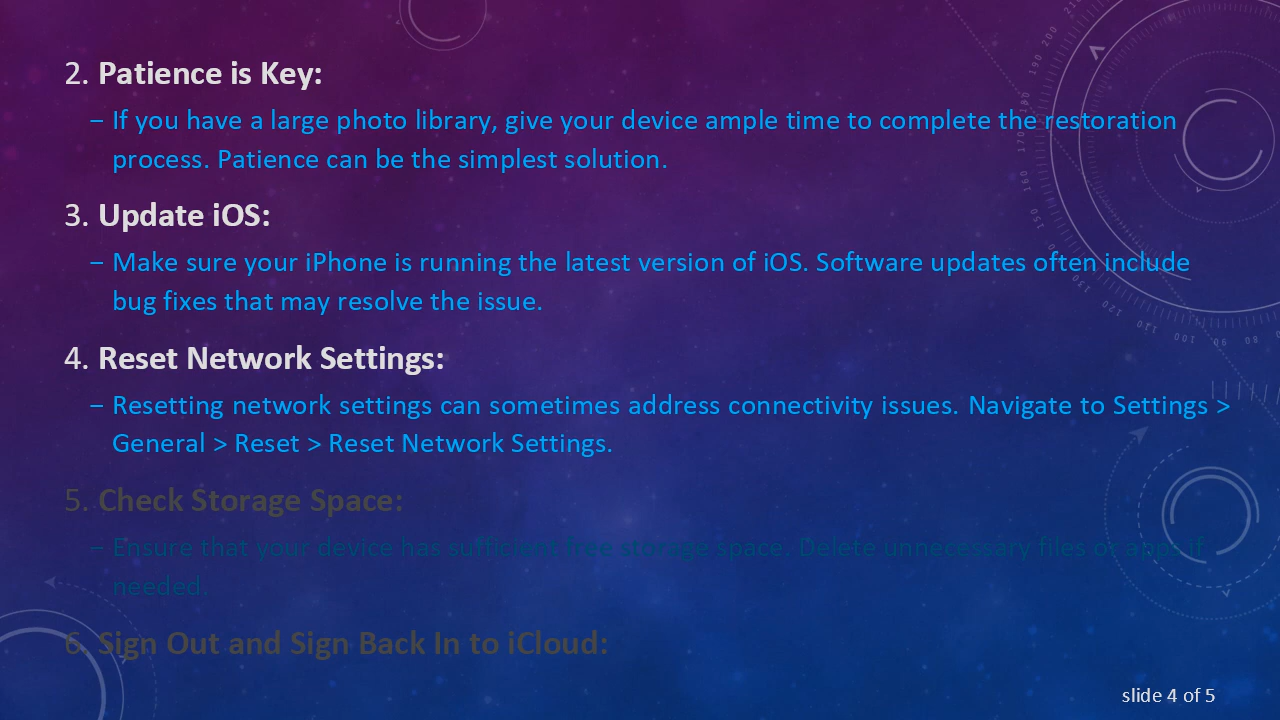 2. Patience is Key:
– If you have a large photo library, give your device ample time to complete the restoration
process. Patience can be the simplest solution.
3. Update iOS:
– Make sure your iPhone is running the latest version of iOS. Software updates often include
bug fixes that may resolve the issue.
4. Reset Network Settings:
– Resetting network settings can sometimes address connectivity issues. Navigate to Settings >
General > Reset > Reset Network Settings.
5. Check Storage Space:
– Ensure that your device has sufficient free storage space. Delete unnecessary files or apps if
needed.
6. Sign Out and Sign Back In to iCloud:
slide 4 of 5